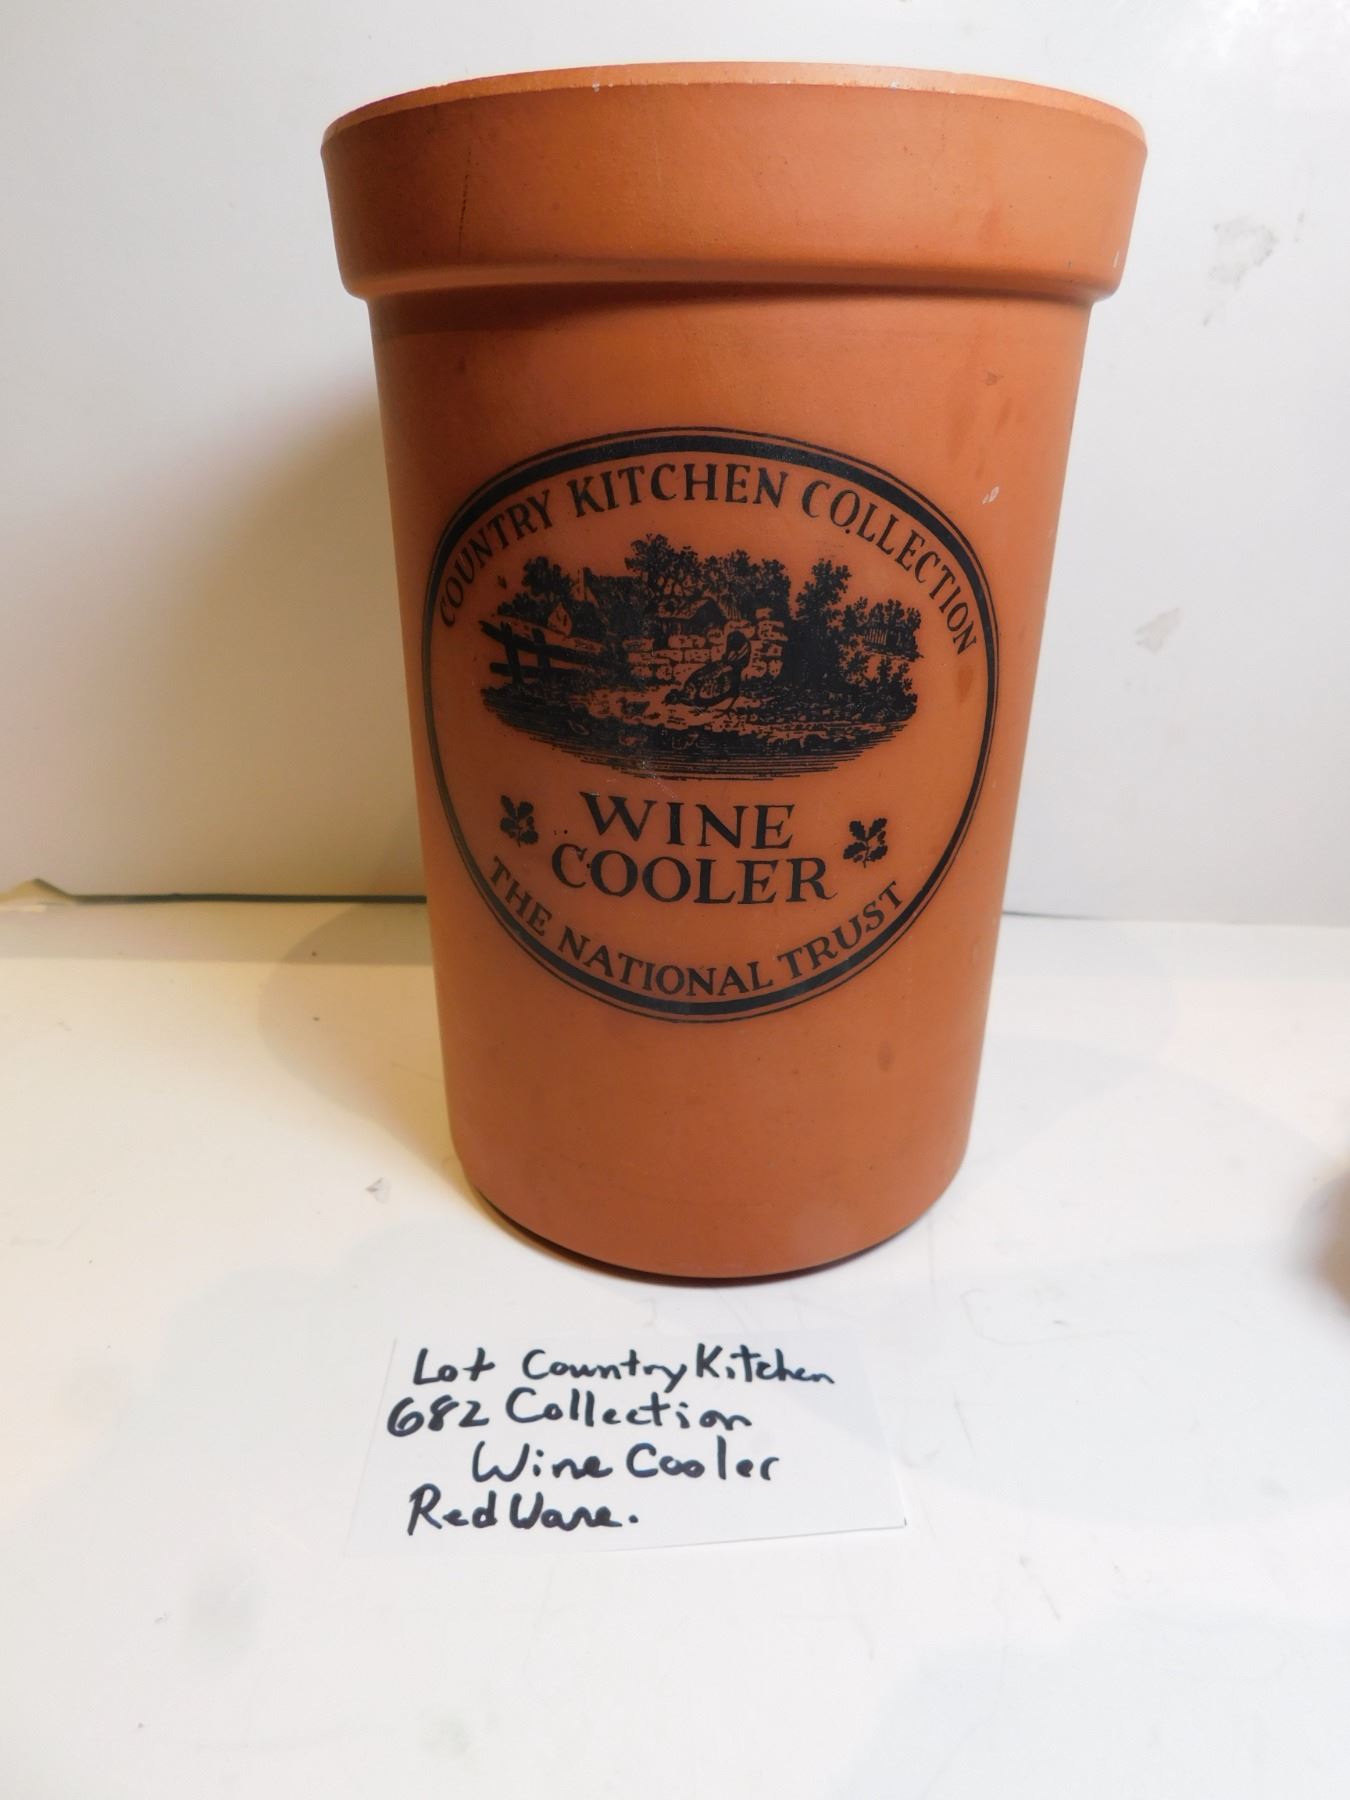 COUNTRY KITCHEN COLLECTION
WINE
COOLER
THE NATIONAL TRUST
Lot Country Kitchen
682 Collection
Wine Cooler
Red Ware.